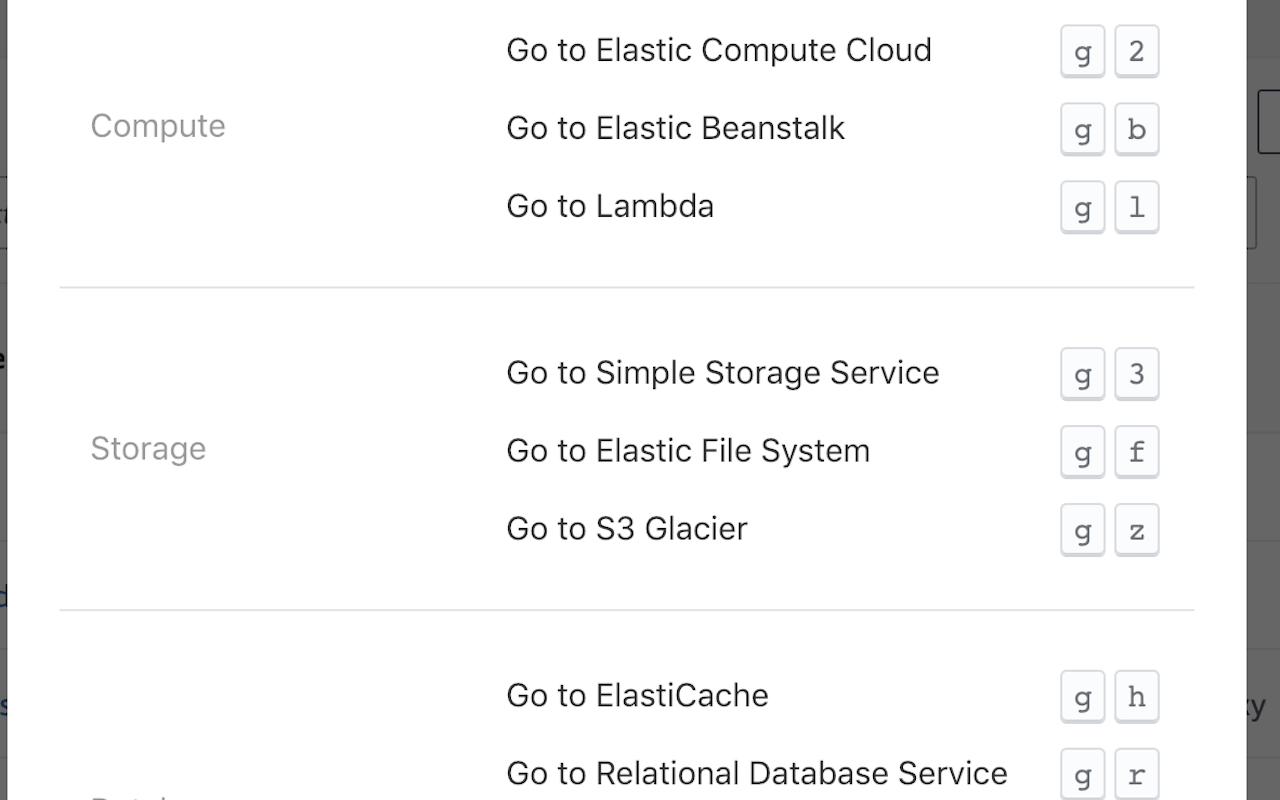 Go to Elastic Compute Cloud g 2
Compute
Go to Elastic Beanstalk g b
Go to Lambda g l
Go to Simple Storage Service g 3
Storage
Go to Elastic File System g f
Go to S3 Glacier g z
Go to ElastiCache g h
Go to Relational Database Service g r